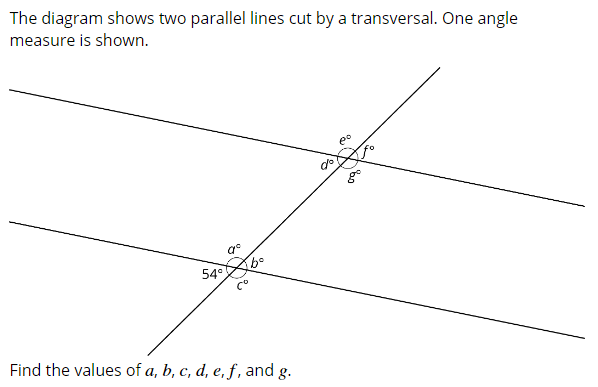 The diagram shows two parallel lines cut by a transversal. One angle
measure is shown.
e°
f°
d°
g°
a°
b°
54°
c°
Find the values of a, b, c, d, e, f, and g.